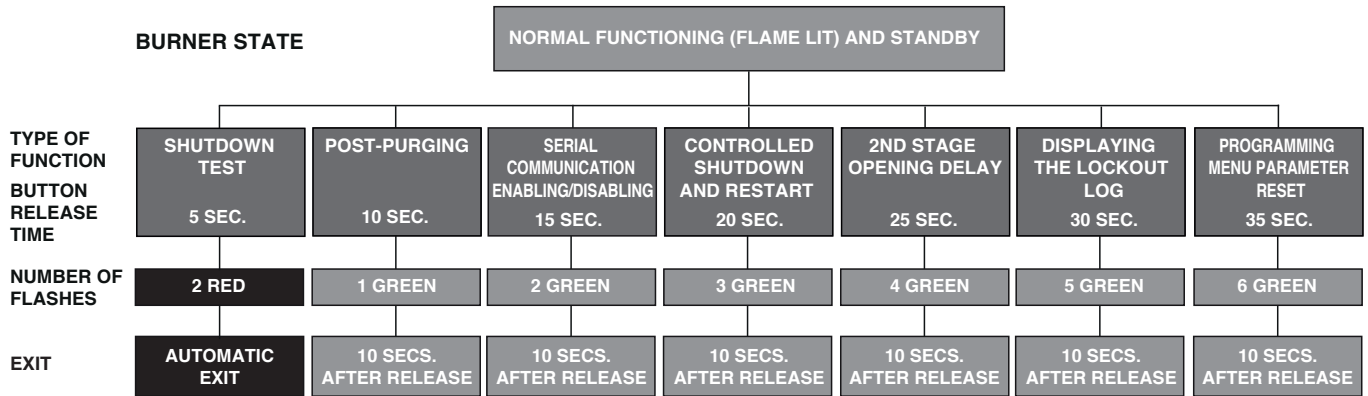 BURNER STATE
NORMAL FUNCTIONING (FLAME LIT) AND STANDBY
TYPE OF
FUNCTION
BUTTON
RELEASE
TIME
SHUTDOWN
TEST
5 SEC.
POST-PURGING
10 SEC.
SERIAL
COMMUNICATION
ENABLING/DISABLING
15 SEC.
CONTROLLED
SHUTDOWN
AND RESTART
20 SEC.
2ND STAGE
OPENING DELAY
25 SEC.
DISPLAYING
THE LOCKOUT
LOG
30 SEC.
PROGRAMMING
MENU PARAMETER
RESET
35 SEC.
NUMBER OF
FLASHES
2 RED
1 GREEN
2 GREEN
3 GREEN
4 GREEN
5 GREEN
6 GREEN
EXIT
AUTOMATIC
EXIT
10 SECS.
AFTER RELEASE
10 SECS.
AFTER RELEASE
10 SECS.
AFTER RELEASE
10 SECS.
AFTER RELEASE
10 SECS.
AFTER RELEASE
10 SECS.
AFTER RELEASE